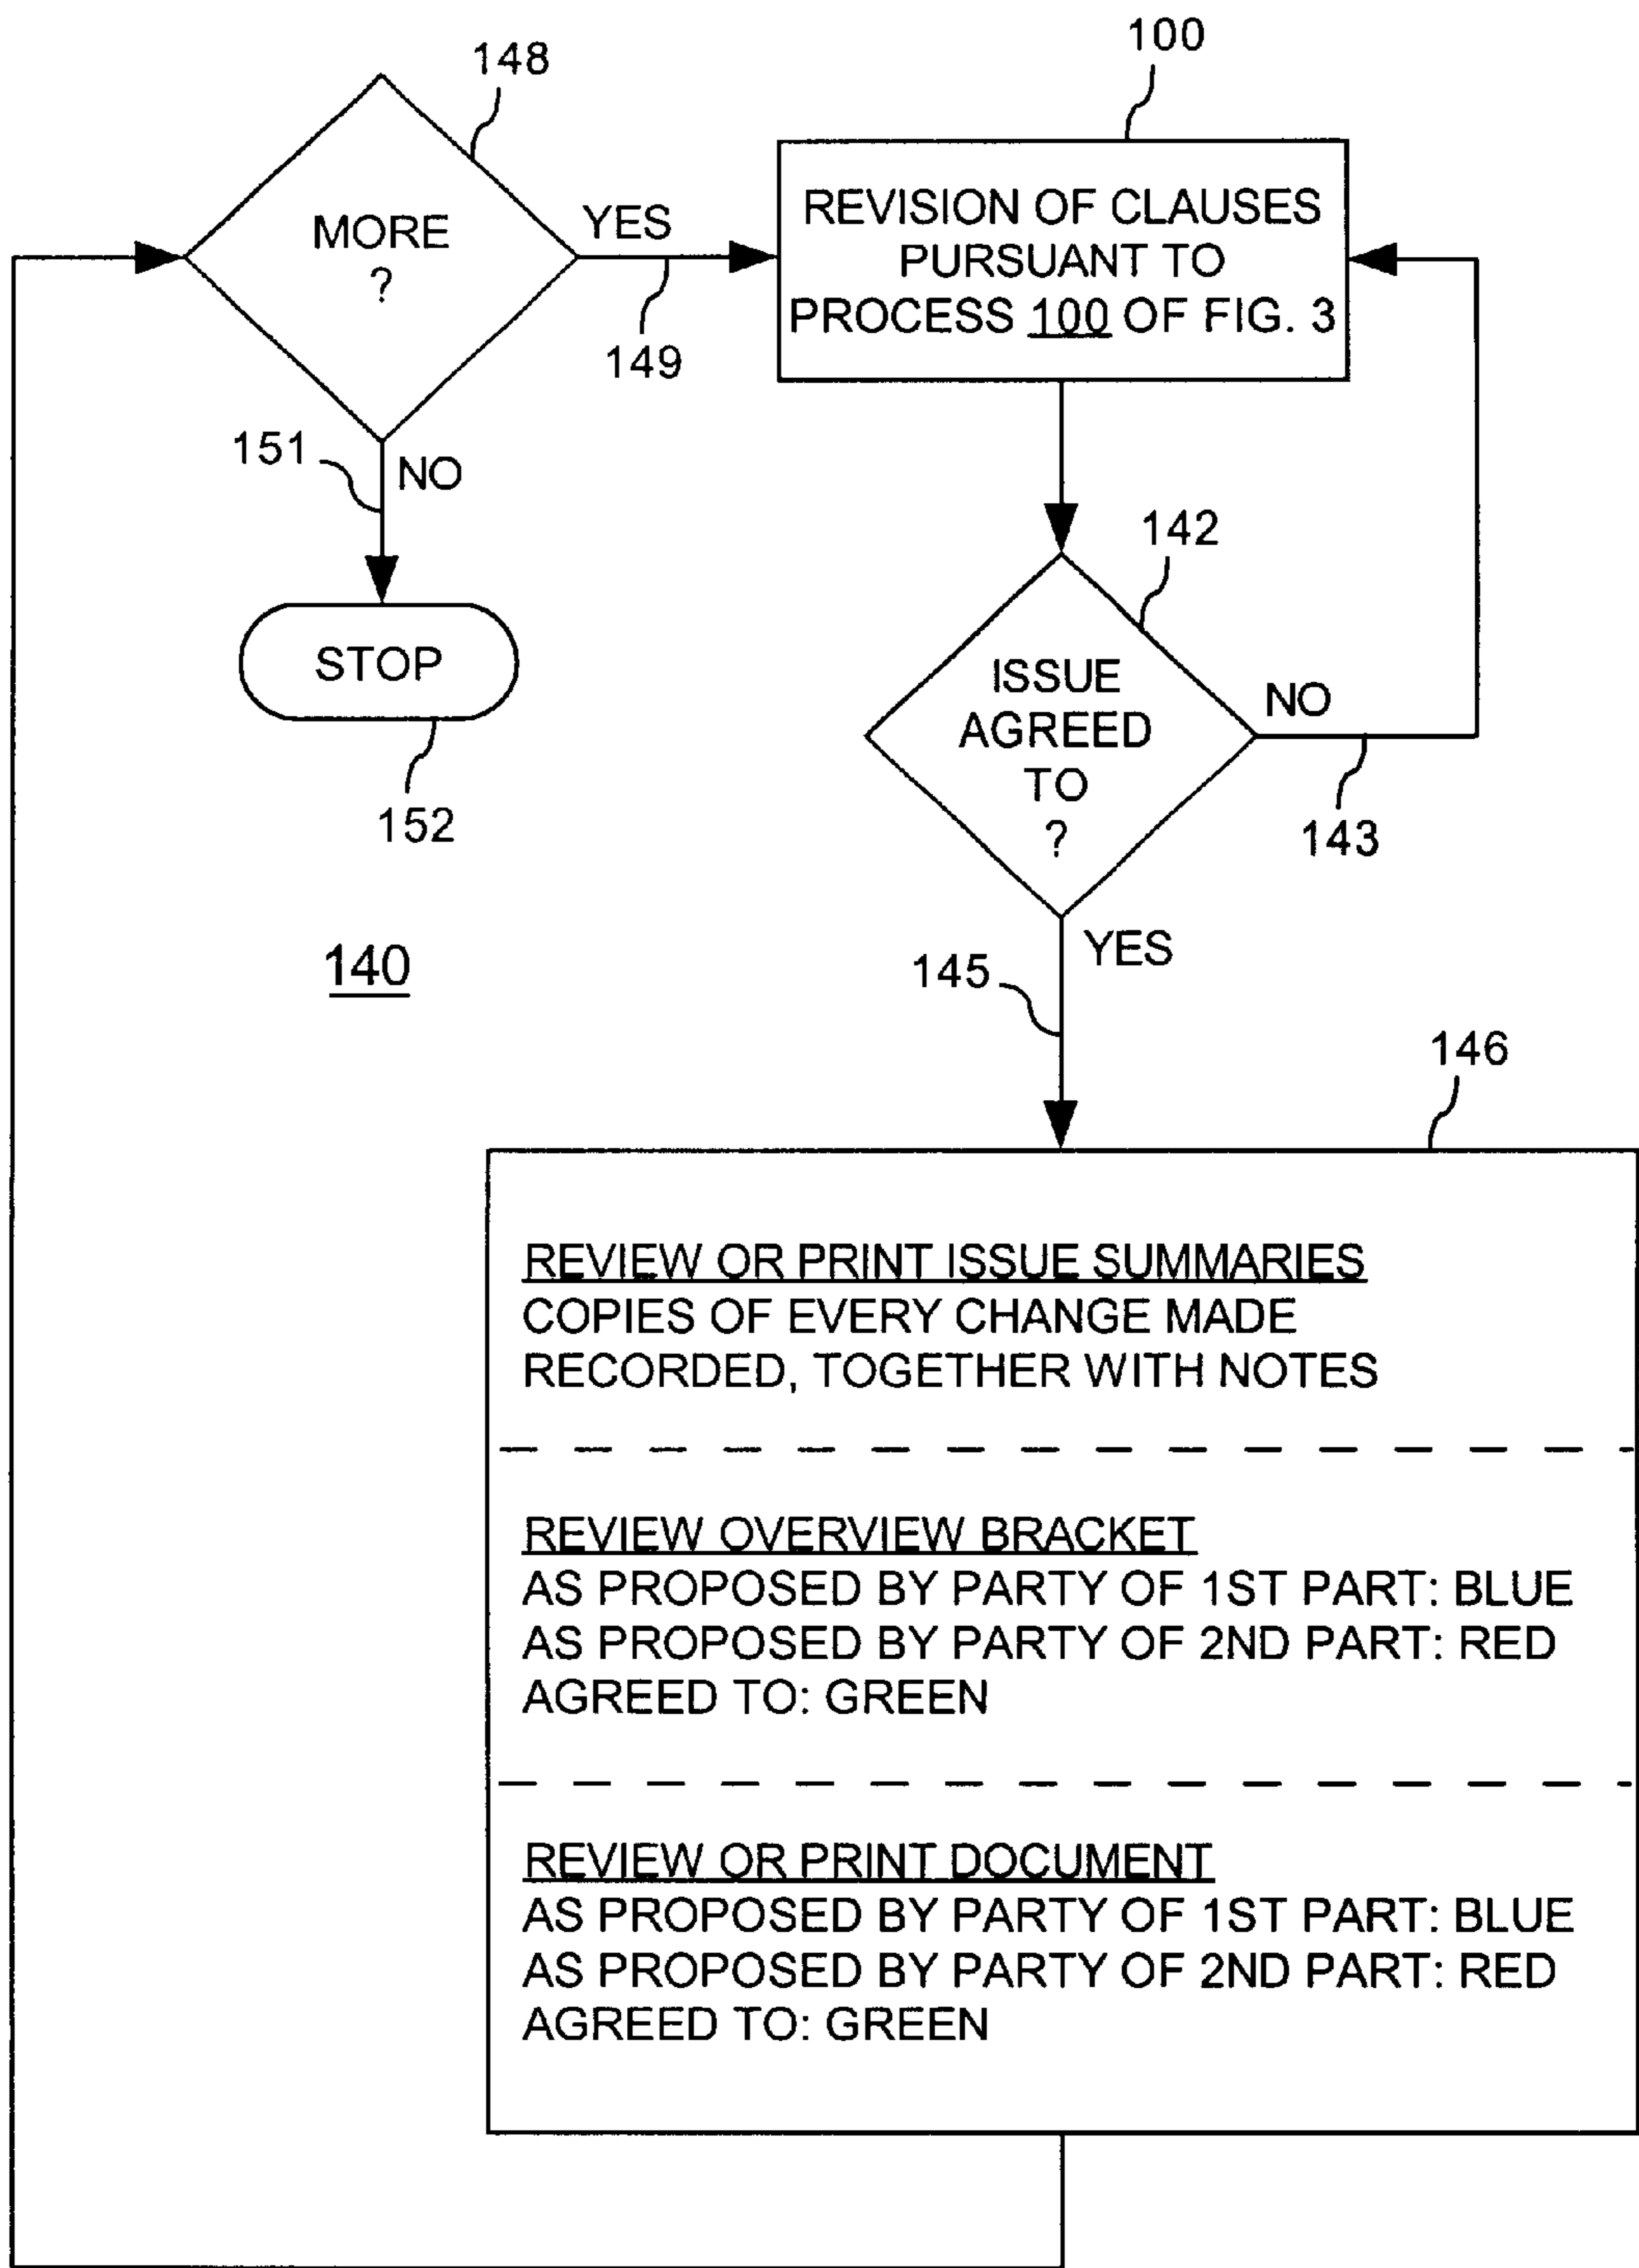 148
100
MORE
?
YES
149
REVISION OF CLAUSES
PURSUANT TO
PROCESS 100 OF FIG. 3
151
NO
STOP
152
142
ISSUE
AGREED
TO
?
NO
143
YES
145
140
146
REVIEW OR PRINT ISSUE SUMMARIES
COPIES OF EVERY CHANGE MADE
RECORDED, TOGETHER WITH NOTES
REVIEW OVERVIEW BRACKET
AS PROPOSED BY PARTY OF 1ST PART: BLUE
AS PROPOSED BY PARTY OF 2ND PART: RED
AGREED TO: GREEN
REVIEW OR PRINT DOCUMENT
AS PROPOSED BY PARTY OF 1ST PART: BLUE
AS PROPOSED BY PARTY OF 2ND PART: RED
AGREED TO: GREEN